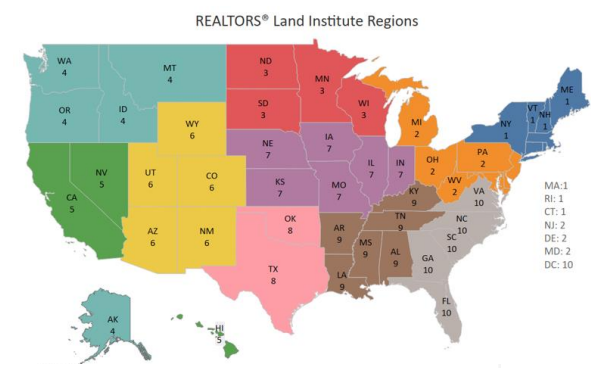 REALTORS® Land Institute Regions
WA
4
MT
4
ND
3
MN
3
ME
1
OR
4
ID
4
SD
3
WI
3
MI
2
VT
1
NH
1
NY
1
WY
6
NE
7
IA
7
IL
7
IN
7
OH
2
PA
2
WV
2
NV
5
UT
6
CO
6
KS
7
MO
7
KY
9
VA
10
CA
5
AZ
6
NM
6
OK
8
AR
9
TN
9
NC
10
SC
10
TX
8
LA
9
MS
9
AL
9
GA
10
FL
10
AK
4
HI
5
MA:1
RI: 1
CT: 1
NJ: 2
DE: 2
MD: 2
DC: 10